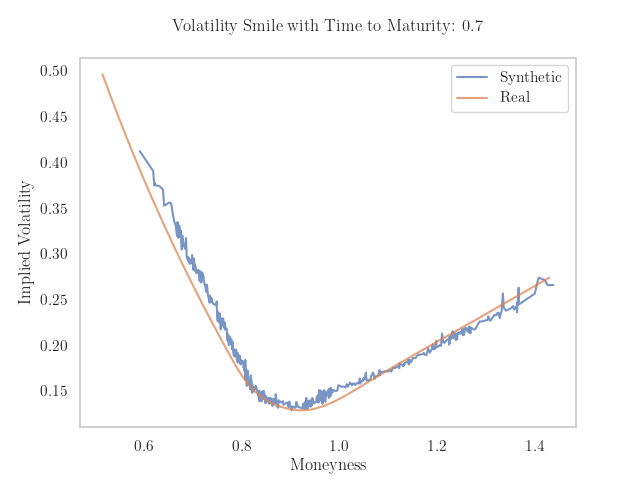 Volatility Smile with Time to Maturity: 0.7
Synthetic
Real
Implied Volatility
0.50
0.45
0.40
0.35
0.30
0.25
0.20
0.15
0.6 0.8 1.0 1.2 1.4
Moneyness